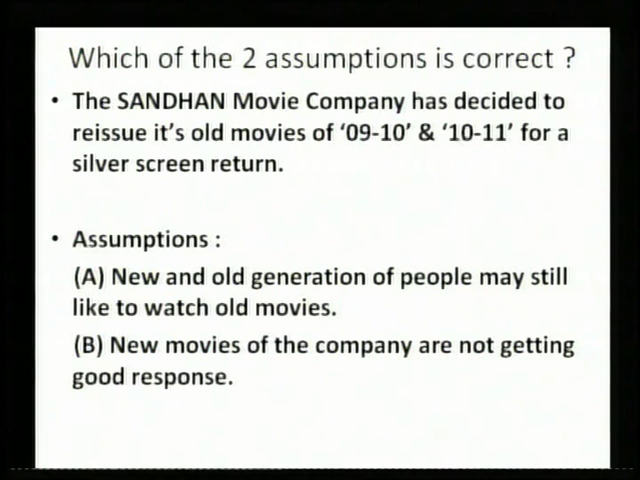 Which of the 2 assumptions is correct ?
• The SANDHAN Movie Company has decided to
reissue it's old movies of ‘09-10’ & ‘10-11’ for a
silver screen return.
• Assumptions :
(A) New and old generation of people may still
like to watch old movies.
(B) New movies of the company are not getting
good response.